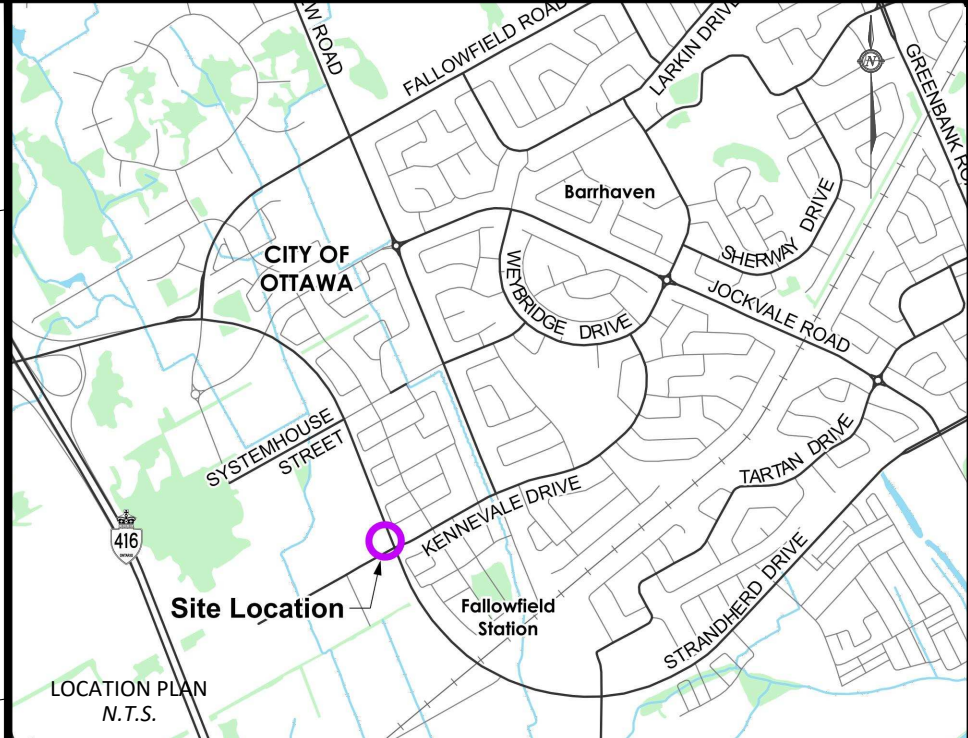 W ROAD
FALLOWFIELD ROAD
LARKIN DRIVE
GREENBANK RO
N
Barrhaven
CITY OF
OTTAWA
SHERWAY DRIVE
WEYBRIDGE DRIVE
JOCKVALE ROAD
SYSTEMHOUSE
STREET
TARTAN DRIVE
KENNEVALE DRIVE
416
ONTARIO
STRANDHERD DRIVE
Site Location
Fallowfield
Station
LOCATION PLAN
N.T.S.